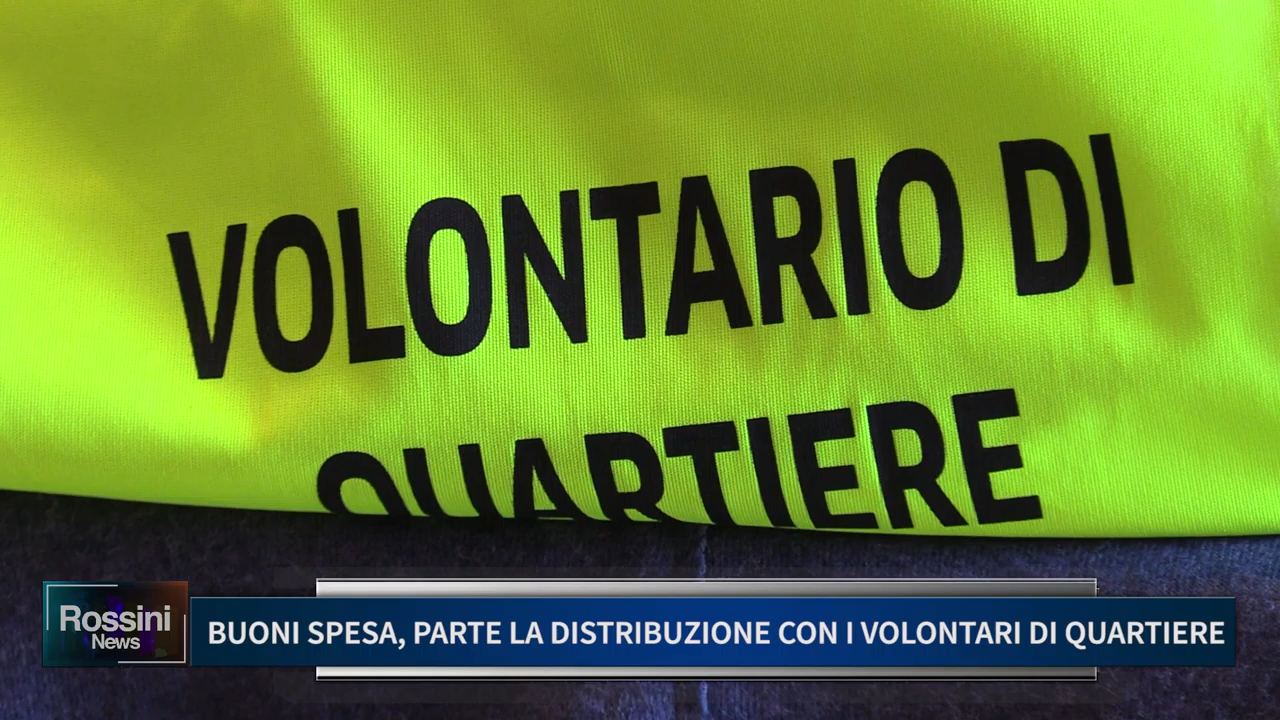 VOLONTARIO DI
QUARTIERE
Rossini
News
BUONI SPESA, PARTE LA DISTRIBUZIONE CON I VOLONTARI DI QUARTIERE